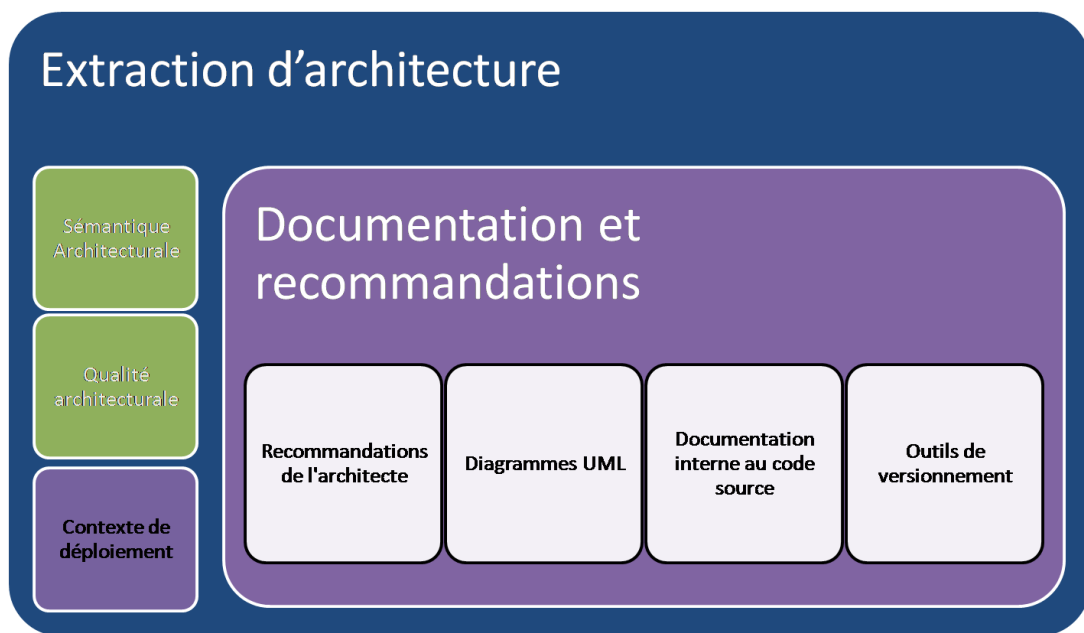 Extraction d’architecture
Sémantique
Architecturale
Qualité
architecturale
Contexte de
déploiement
Documentation et
recommandations
Recommandations
de l'architecte
Diagrammes UML
Documentation
interne au code
source
Outils de
versionnement